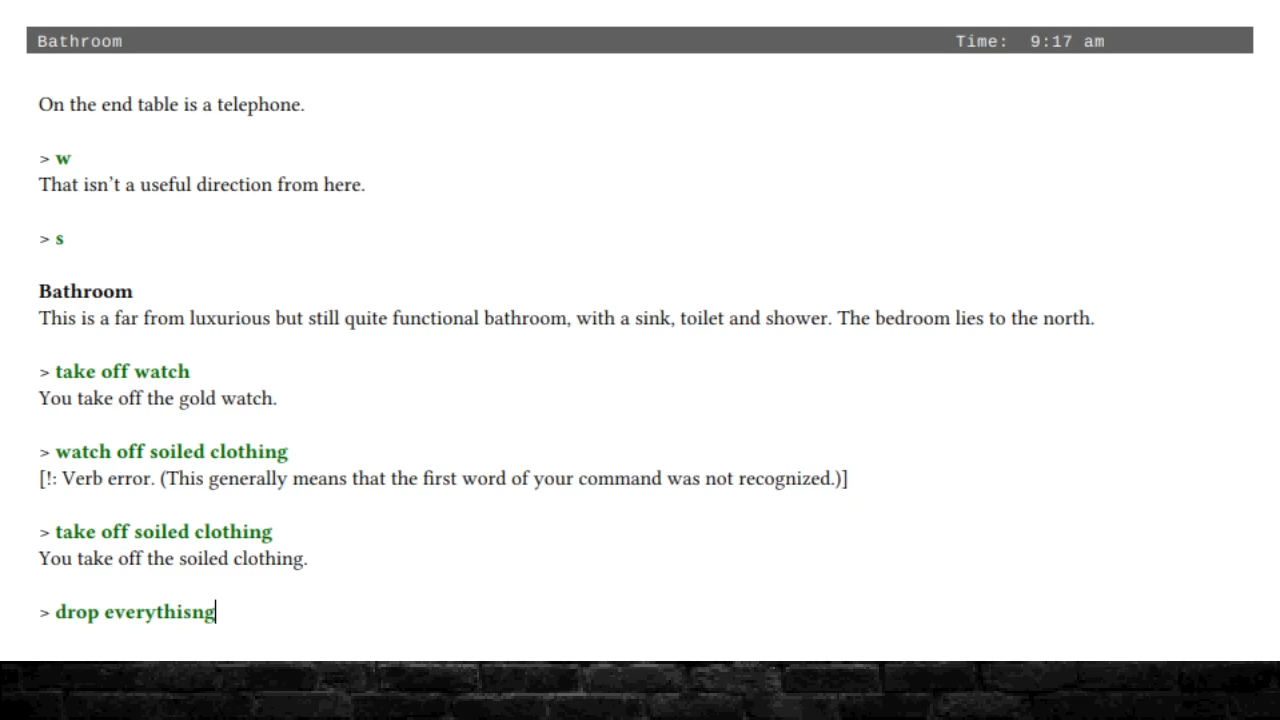 Bathroom Time: 9:17 am
On the end table is a telephone.
> w
That isn’t a useful direction from here.
> s
Bathroom
This is a far from luxurious but still quite functional bathroom, with a sink, toilet and shower. The bedroom lies to the north.
> take off watch
You take off the gold watch.
> watch off soiled clothing
[!: Verb error. (This generally means that the first word of your command was not recognized.)]
> take off soiled clothing
You take off the soiled clothing.
> drop everythisng